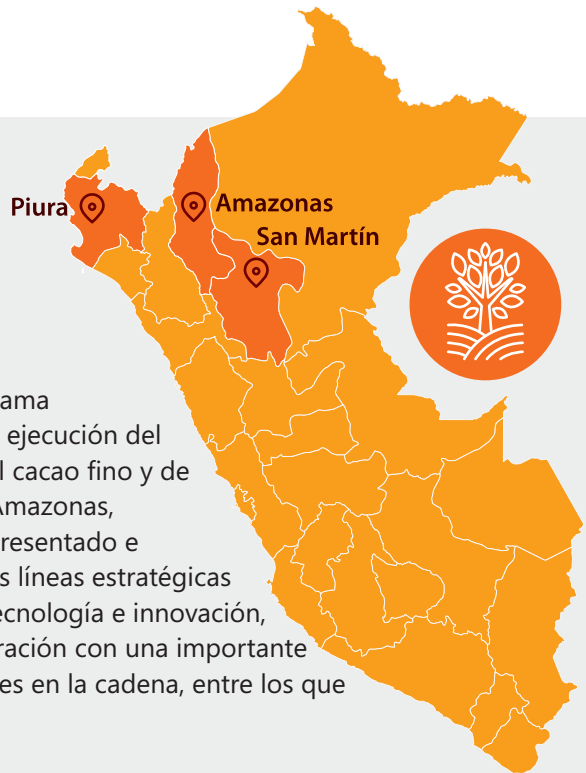 Piura
Amazonas
San Martín
ama
ejecución del
l cacao fino y de
Amazonas,
resentado e
s líneas estratégicas
ecnología e innovación,
ración con una importante
es en la cadena, entre los que